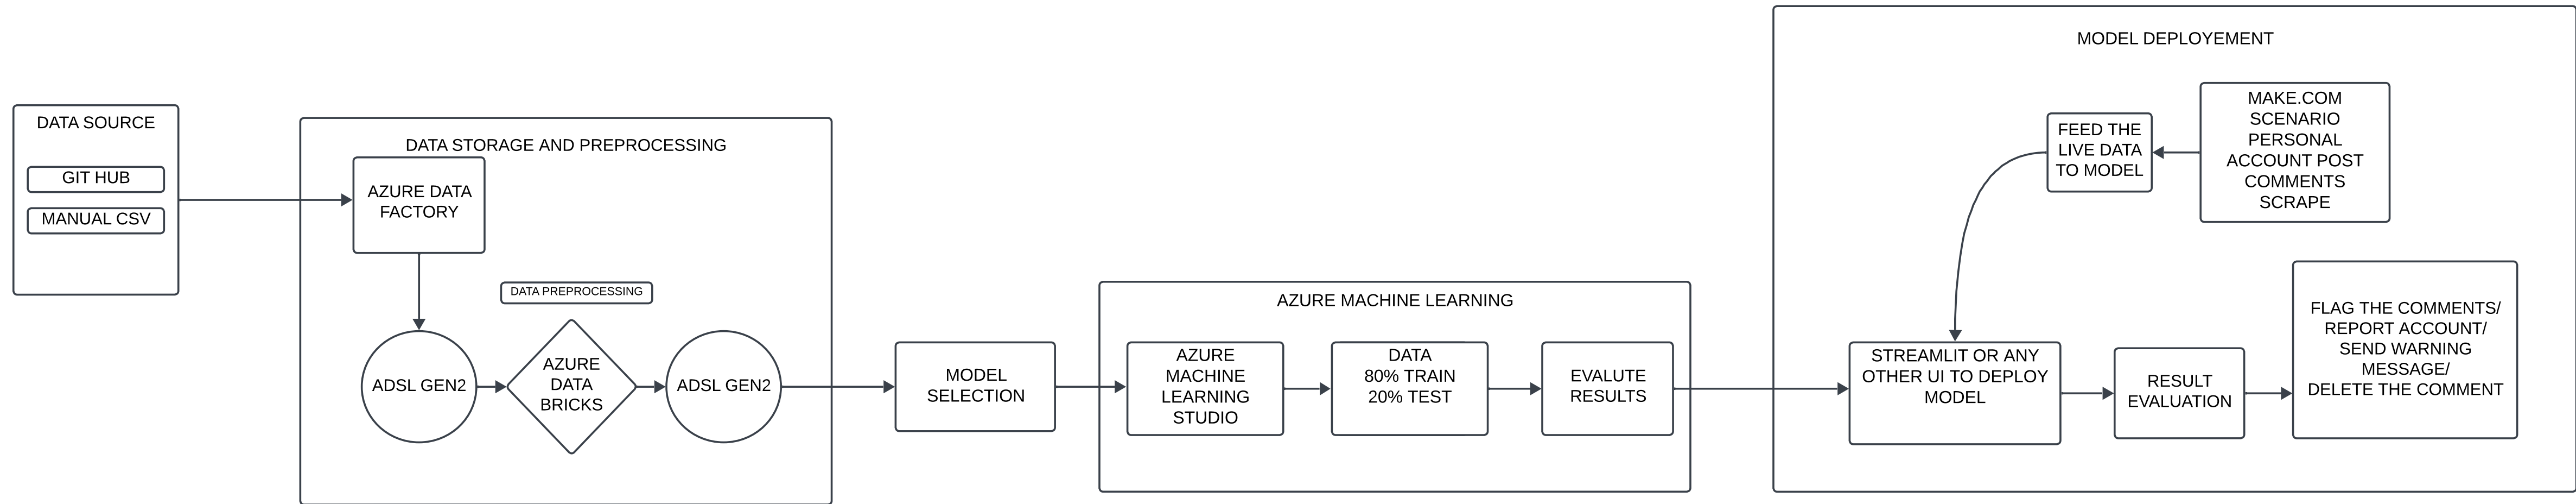 DATA SOURCE
GIT HUB
MANUAL CSV
DATA STORAGE AND PREPROCESSING
AZURE DATA
FACTORY
DATA PREPROCESSING
ADSL GEN2
AZURE
DATA
BRICKS
ADSL GEN2
MODEL
SELECTION
AZURE MACHINE LEARNING
AZURE
MACHINE
LEARNING
STUDIO
DATA
80% TRAIN
20% TEST
EVALUTE
RESULTS
MODEL DEPLOYEMENT
MAKE.COM
SCENARIO
PERSONAL
ACCOUNT POST
COMMENTS
SCRAPE
FEED THE
LIVE DATA
TO MODEL
STREAMLIT OR ANY
OTHER UI TO DEPLOY
MODEL
RESULT
EVALUATION
FLAG THE COMMENTS/
REPORT ACCOUNT/
SEND WARNING
MESSAGE/
DELETE THE COMMENT